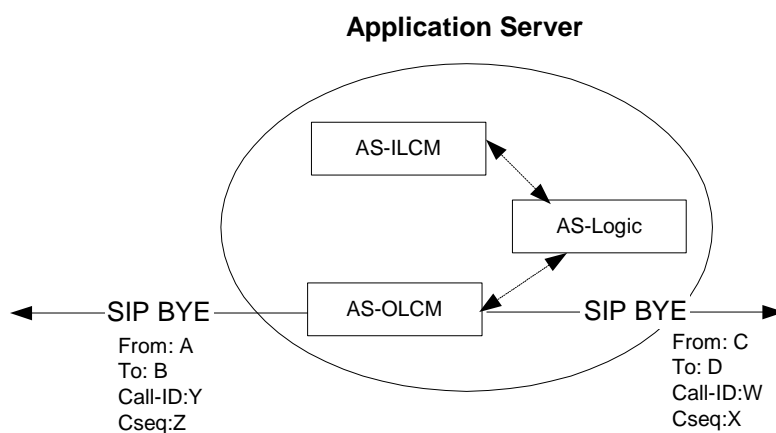 Application Server
AS-ILCM
AS-Logic
AS-OLCM
SIP BYE
From: A
To: B
Call-ID:Y
Cseq:Z
SIP BYE
From: C
To: D
Call-ID:W
Cseq:X